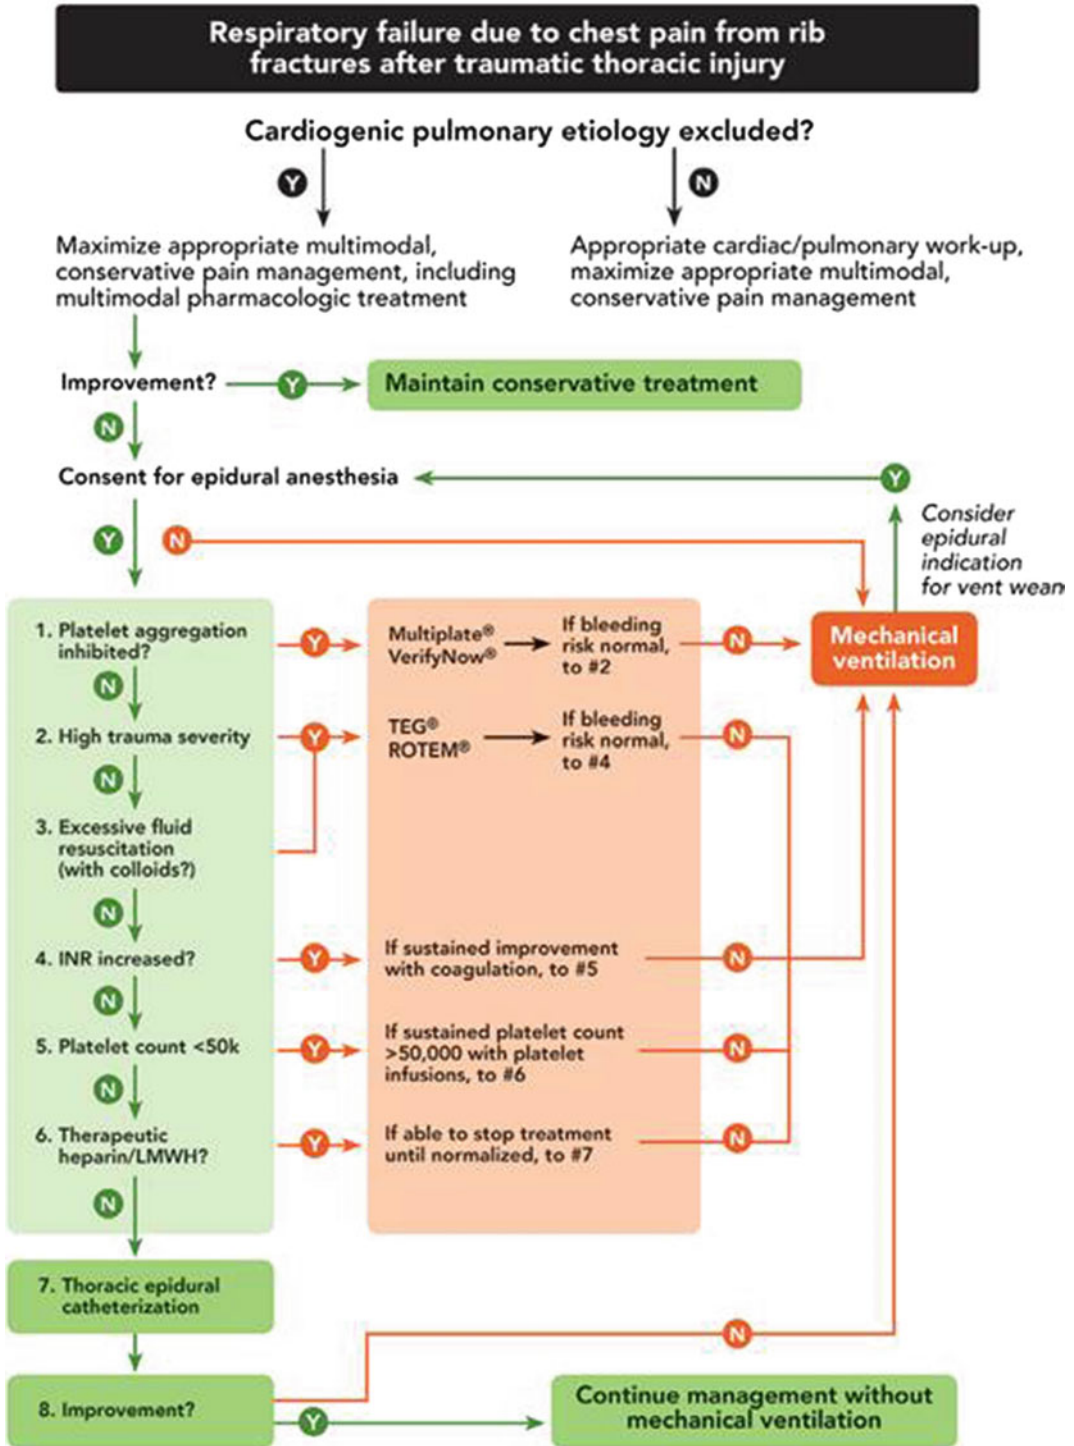 Respiratory failure due to chest pain from rib
fractures after traumatic thoracic injury
Cardiogenic pulmonary etiology excluded?
Y
N
Maximize appropriate multimodal,
conservative pain management, including
multimodal pharmacologic treatment
Appropriate cardiac/pulmonary work-up,
maximize appropriate multimodal,
conservative pain management
Improvement?
Y
Maintain conservative treatment
N
Consent for epidural anesthesia
Y
Consider
epidural
indication
for vent wean
Y
N
1. Platelet aggregation
inhibited?
Y
Multiplate®
VerifyNow®
If bleeding
risk normal,
to #2
N
Mechanical
ventilation
N
2. High trauma severity
Y
TEG®
ROTEM®
If bleeding
risk normal,
to #4
N
N
3. Excessive fluid
resuscitation
(with colloids?)
N
4. INR increased?
Y
If sustained improvement
with coagulation, to #5
N
N
5. Platelet count <50k
Y
If sustained platelet count
>50,000 with platelet
infusions, to #6
N
N
6. Therapeutic
heparin/LMWH?
Y
If able to stop treatment
until normalized, to #7
N
N
7. Thoracic epidural
catheterization
N
8. Improvement?
Y
Continue management without
mechanical ventilation